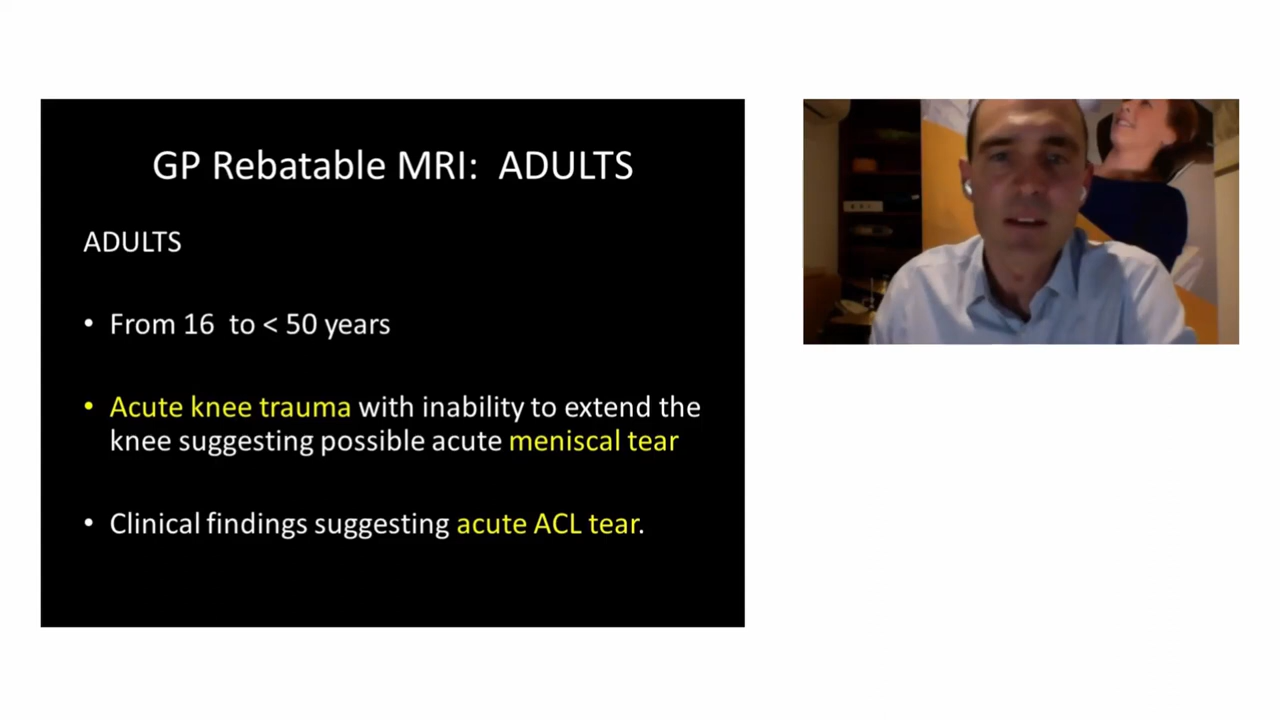 GP Rebatable MRI:  ADULTS
ADULTS
• From 16  to < 50 years
• Acute knee trauma with inability to extend the
knee suggesting possible acute meniscal tear
• Clinical findings suggesting acute ACL tear.